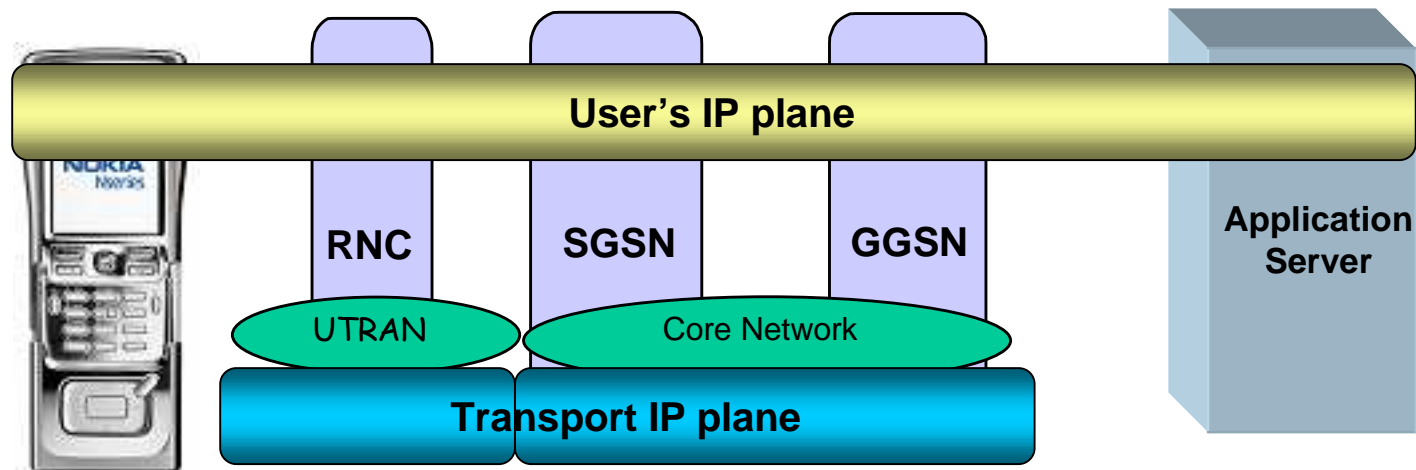 User's IP plane
NOKIA
Nseries
RNC
SGSN
GGSN
Application
Server
UTRAN
Core Network
Transport IP plane